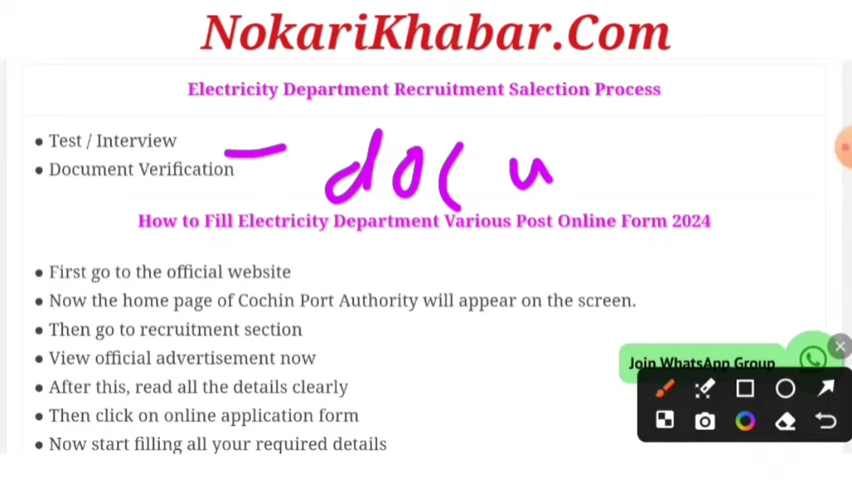 NokariKhabar.Com
Electricity Department Recruitment Salection Process
• Test / Interview
• Document Verification
doc u
How to Fill Electricity Department Various Post Online Form 2024
• First go to the official website
• Now the home page of Cochin Port Authority will appear on the screen.
• Then go to recruitment section
• View official advertisement now
Join WhatsApp Group
• After this, read all the details clearly
• Then click on online application form
• Now start filling all your required details